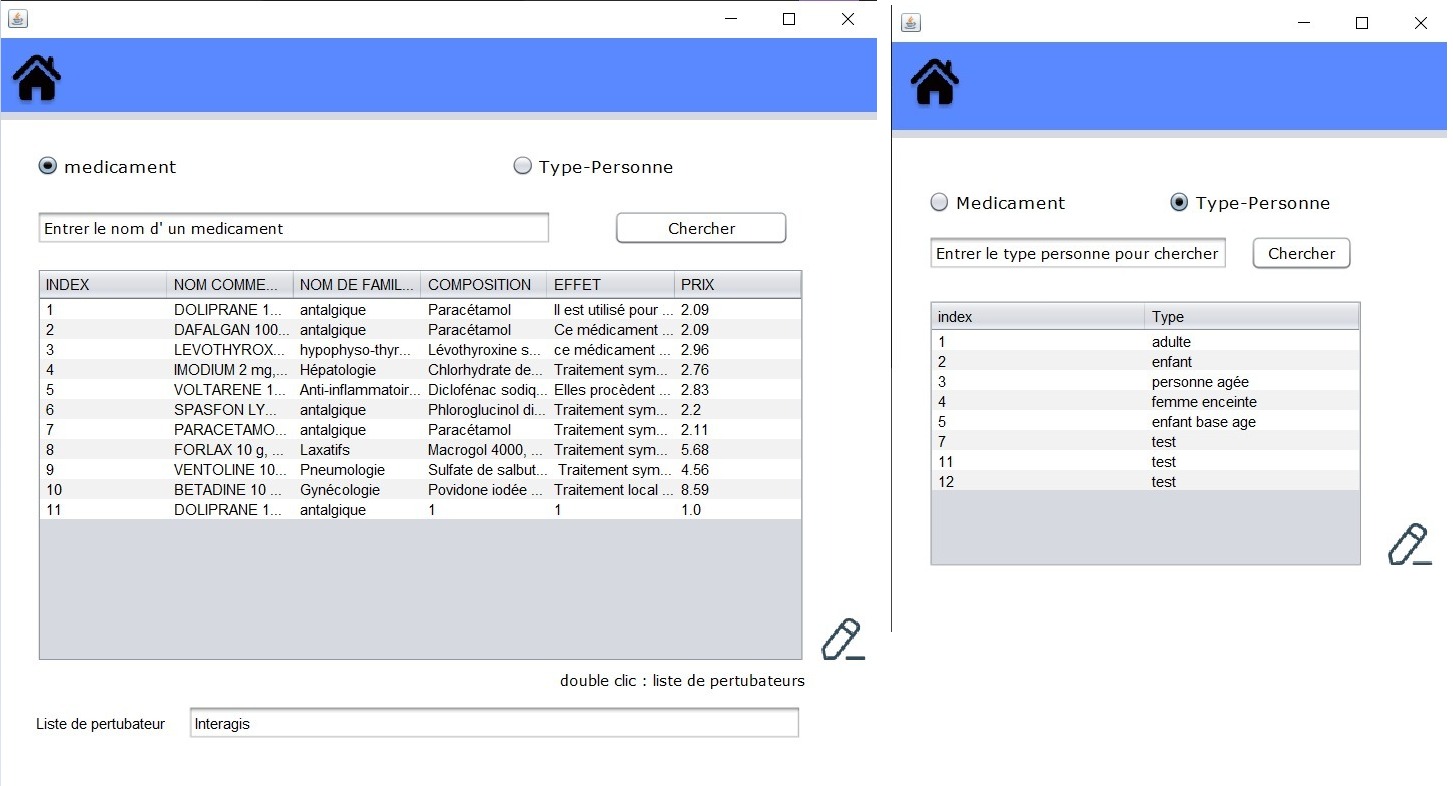 medicament Type-Personne
Entrer le nom d' un medicament Chercher
INDEX NOM COMME... NOM DE FAMIL... COMPOSITION EFFET PRIX
1 DOLIPRANE 1... antalgique Paracétamol Il est utilisé pour ... 2.09
2 DAFALGAN 100... antalgique Paracétamol Ce médicament ... 2.09
3 LEVOTHYROX... hypophyso-thyr... Lévothyroxine s... ce médicament ... 2.96
4 IMODIUM 2 mg,... Hépatologie Chlorhydrate de... Traitement sym... 2.76
5 VOLTARENE 1... Anti-inflammatoir... Diclofénac sodiq... Elles procèdent ... 2.83
6 SPASFON LY... antalgique Phloroglucinol di... Traitement sym... 2.2
7 PARACETAMO... antalgique Paracétamol Traitement sym... 2.11
8 FORLAX 10 g, ... Laxatifs Macrogol 4000, ... Traitement sym... 5.68
9 VENTOLINE 10... Pneumologie Sulfate de salbut... Traitement sym... 4.56
10 BETADINE 10 ... Gynécologie Povidone iodée ... Traitement local ... 8.59
11 DOLIPRANE 1... antalgique 1 1 1.0
double clic : liste de pertubateurs
Liste de pertubateur Interagis
Medicament Type-Personne
Entrer le type personne pour chercher Chercher
index Type
1 adulte
2 enfant
3 personne agée
4 femme enceinte
5 enfant base age
7 test
11 test
12 test